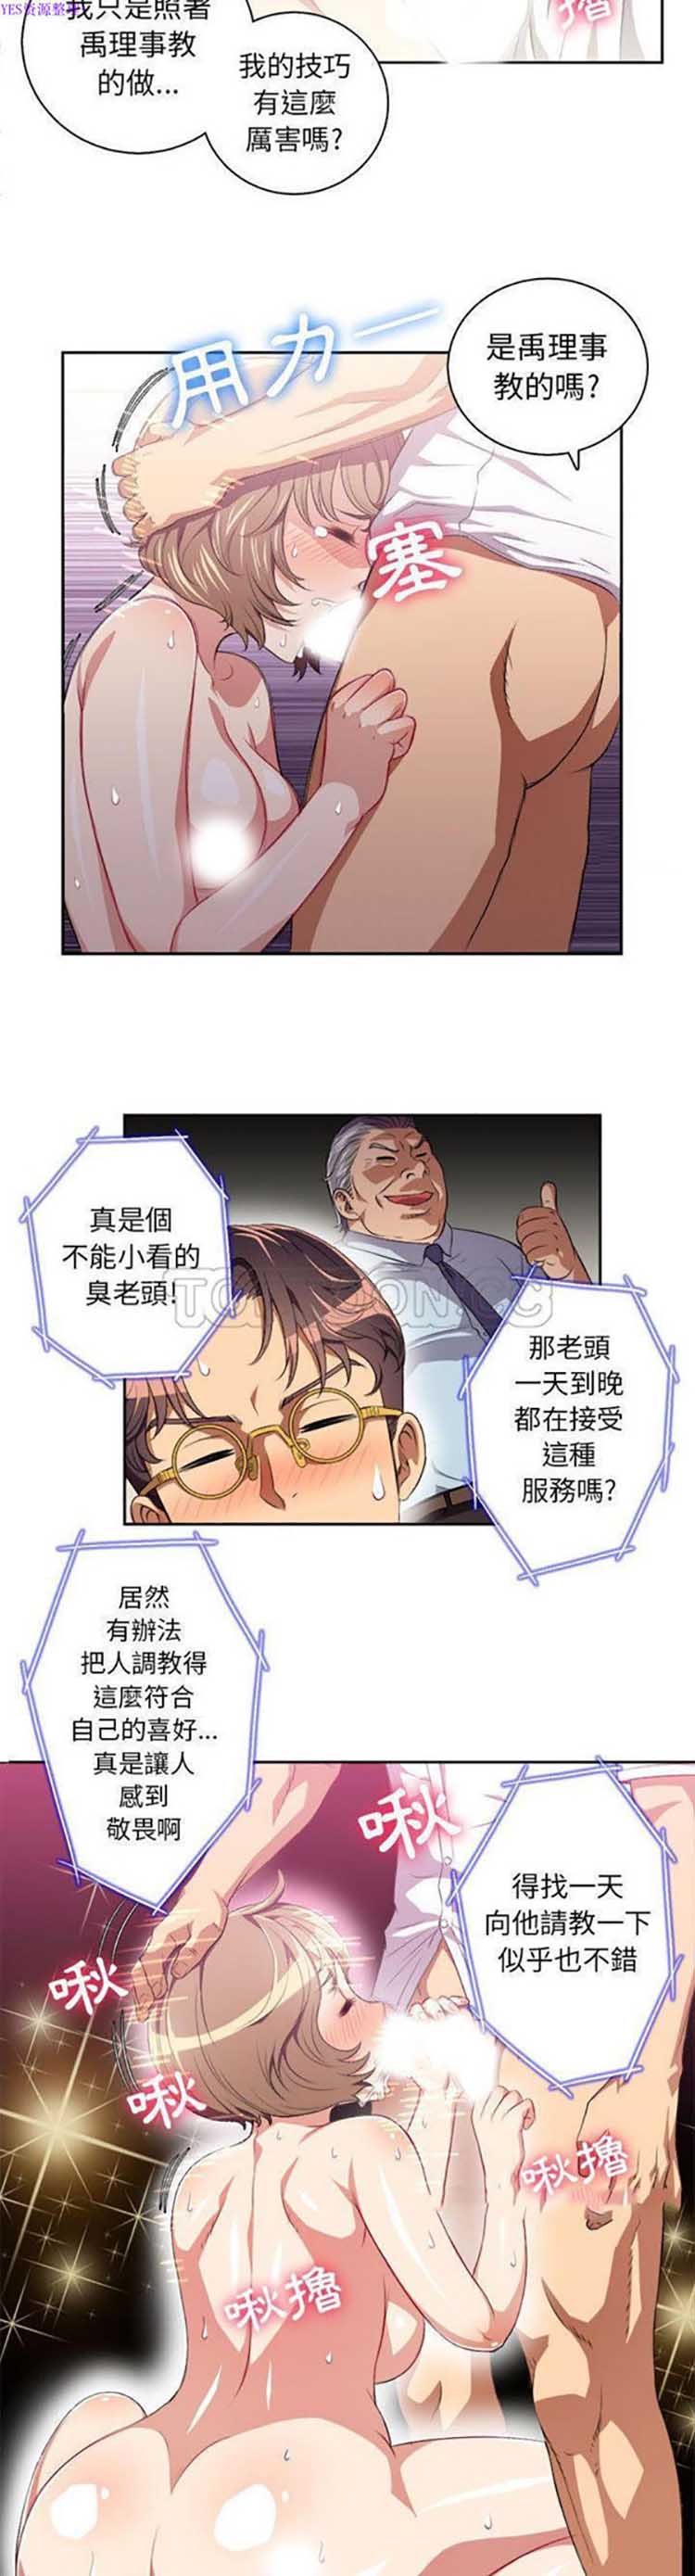 YES資源整理
我只是照著
禹理事教
的做...
我的技巧
有這麼
厲害嗎?
擼
用力一
是禹理事
教的嗎?
塞
真是個
不能小看的
臭老頭!
那老頭
一天到晚
都在接受
這種
服務嗎?
居然
有辦法
把人調教得
這麼符合
自己的喜好...
真是讓人
感到
敬畏啊
啾
得找一天
向他請教一下
似乎也不錯
啾
啾
啾擼
啾擼